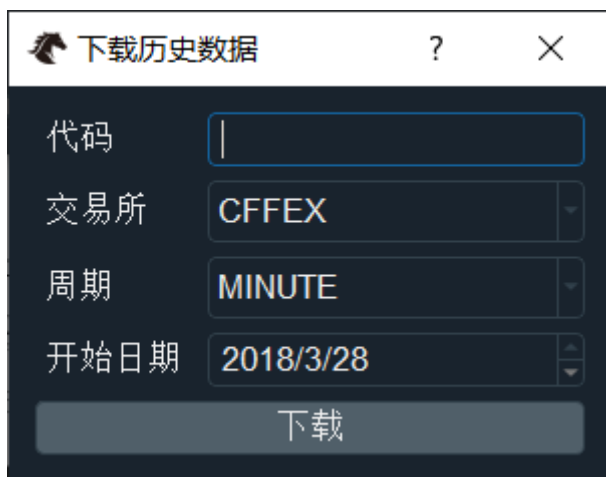 下载历史数据 ?
代码
交易所 CFFEX
周期 MINUTE
开始日期 2018/3/28
下载